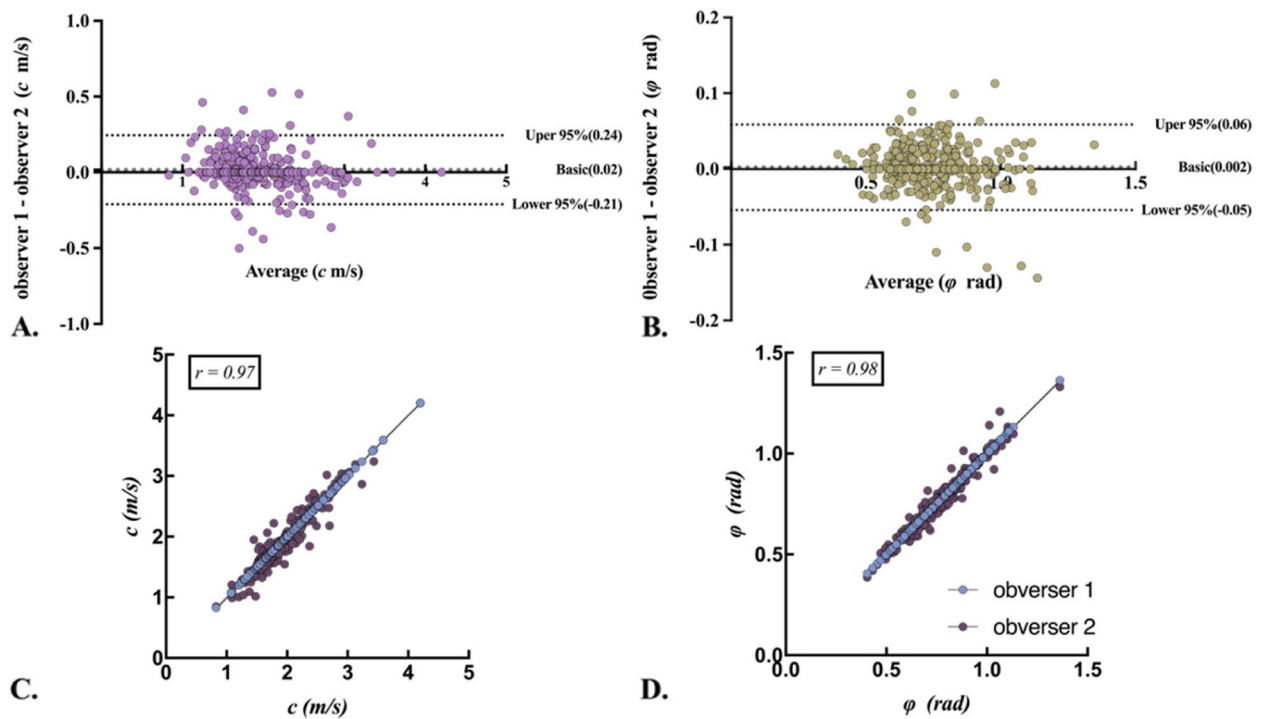 observer 1 - observer 2 (c m/s)
1.0
0.5
0.0
-0.5
-1.0
1
4
5
Uper 95%(0.24)
Basic(0.02)
Lower 95%(-0.21)
Average (c m/s)
A.
0bserver 1 - observer 2 (φ rad)
0.2
0.1
0.0
-0.1
-0.2
0.5
1.5
Uper 95%(0.06)
Basic(0.002)
Lower 95%(-0.05)
Average (φ rad)
B.
c (m/s)
5
4
3
2
1
0
r = 0.97
0 1 2 3 4 5
c (m/s)
C.
φ (rad)
1.5
1.0
0.5
0.0
r = 0.98
obverser 1
obverser 2
0.0 0.5 1.0 1.5
φ (rad)
D.